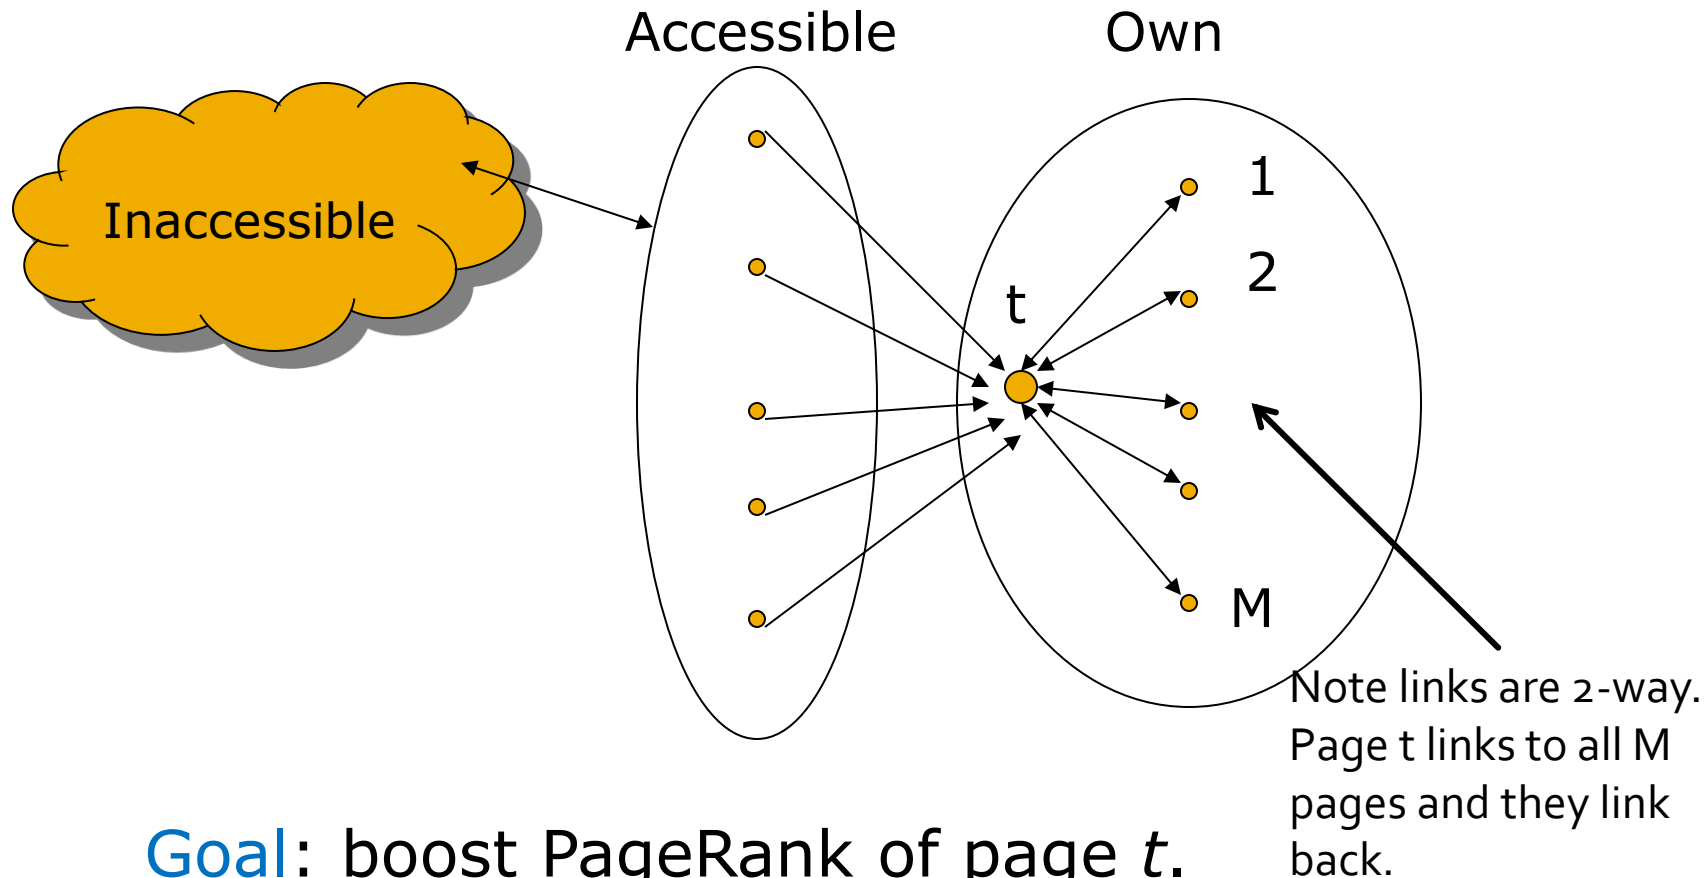 Accessible
Own
Inaccessible
1
2
t
M
Note links are 2-way.
Page t links to all M
pages and they link
back.
Goal: boost PageRank of page t.